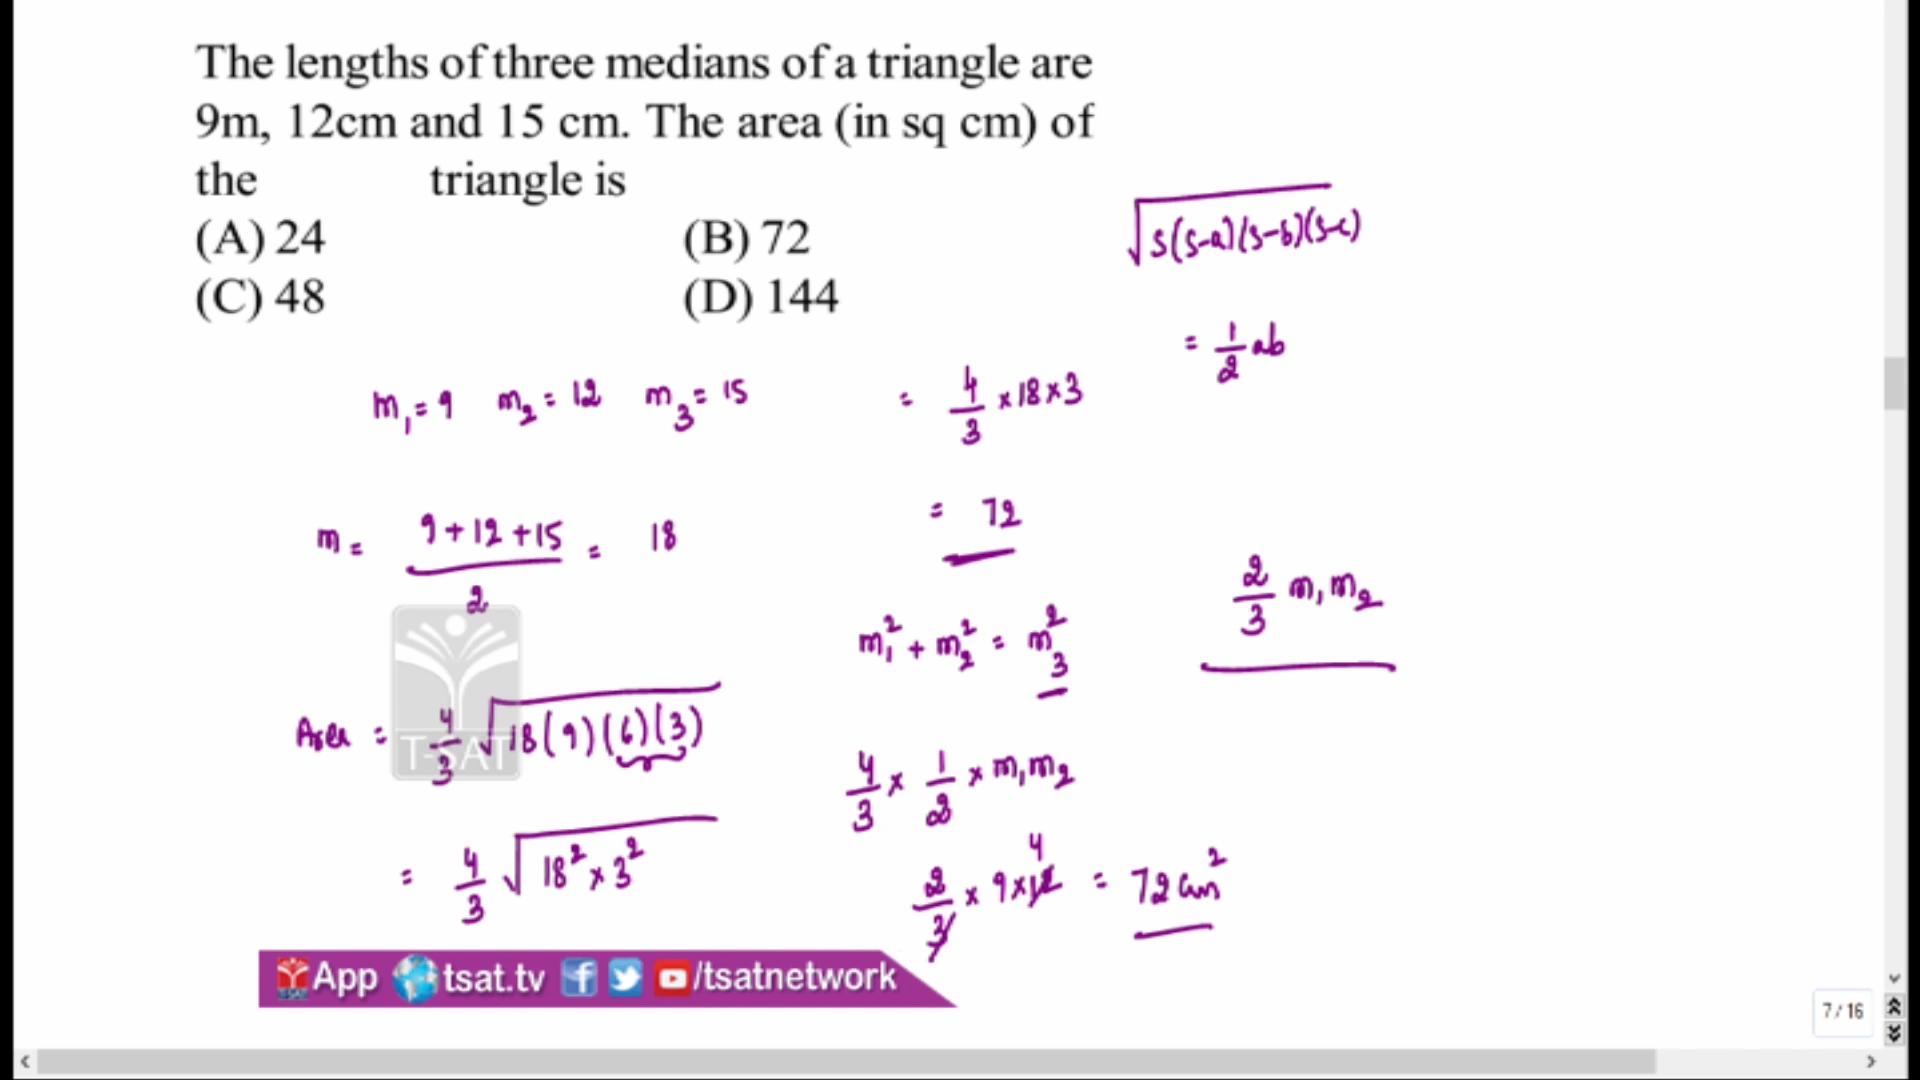 The lengths of three medians of a triangle are
9m, 12cm and 15 cm. The area (in sq cm) of
the triangle is
(A) 24 (B) 72
(C) 48 (D) 144
√s(s-a)(s-b)(s-c)
= 1/2 ab
m₁ = 9 m₂ = 12 m₃ = 15
m = 9+12+15/2 = 18
Area = 4/3 √18(9)(6)(3)
= 4/3 √18² × 3²
= 4/3 × 18 × 3
= 72
m₁² + m₂² = m₃²
4/3 × 1/2 × m₁m₂
2/3 × 9 × 12 4 = 72 cm²
2/3 m₁m₂
T-SAT
App tsat.tv /tsatnetwork
7 / 16